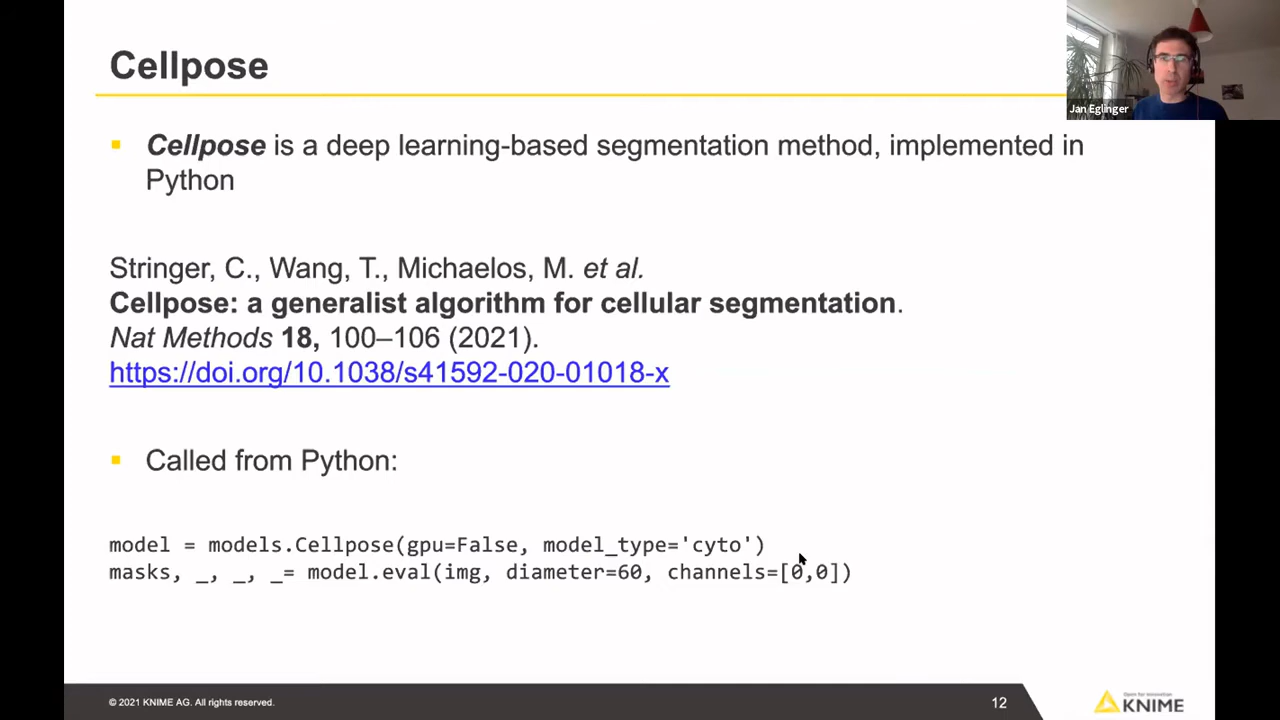 Cellpose
Jan Eglinger
Cellpose is a deep learning-based segmentation method, implemented in
Python
Stringer, C., Wang, T., Michaelos, M. et al.
Cellpose: a generalist algorithm for cellular segmentation.
Nat Methods 18, 100–106 (2021).
https://doi.org/10.1038/s41592-020-01018-x
Called from Python:
model = models.Cellpose(gpu=False, model_type='cyto')
masks, _, _, _= model.eval(img, diameter=60, channels=[0,0])
© 2021 KNIME AG. All rights reserved.
12
Open for Innovation
KNIME